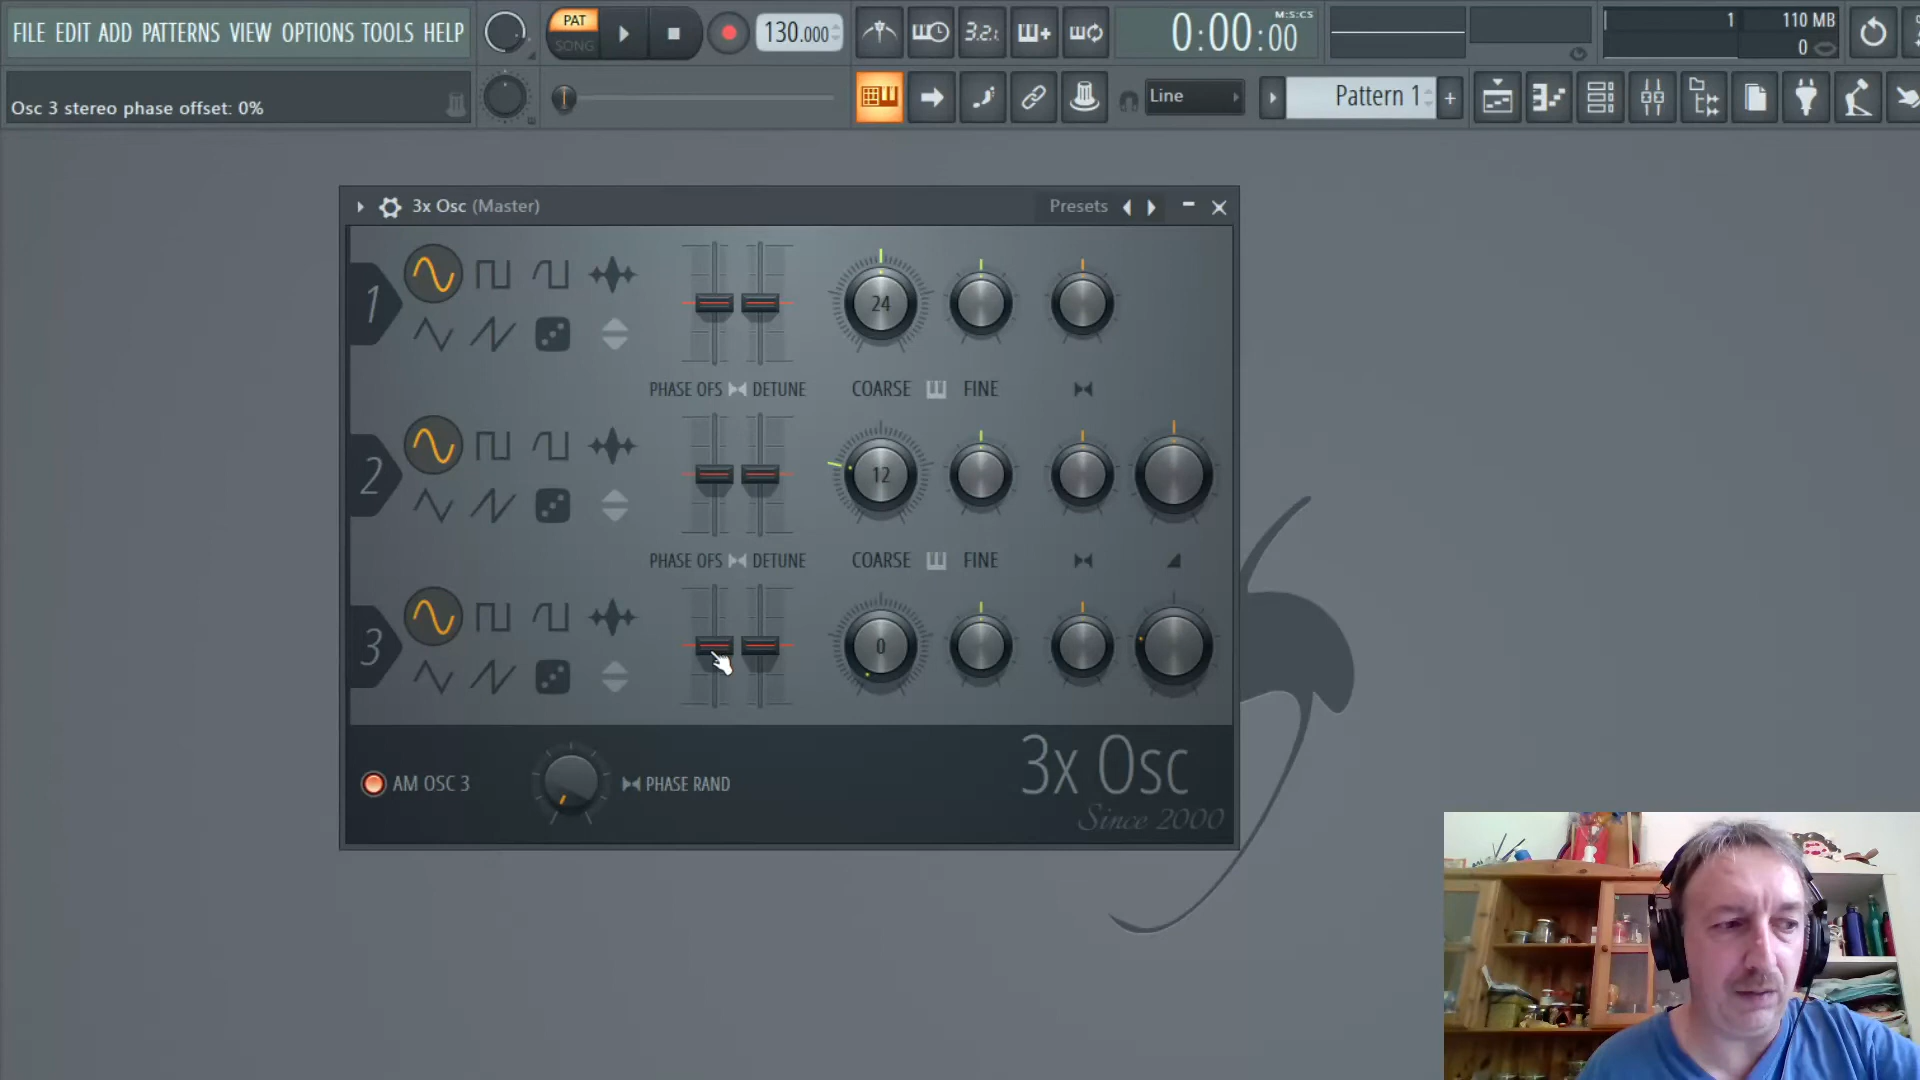 FILE EDIT ADD PATTERNS VIEW OPTIONS TOOLS HELP
PAT
SONG
130.000
3.2.
0:00:00
M:S:CS
1
110 MB
0
Osc 3 stereo phase offset: 0%
Line
Pattern 1
+
3x Osc (Master)
Presets
1
24
PHASE OFS
DETUNE
COARSE
FINE
2
12
PHASE OFS
DETUNE
COARSE
FINE
3
0
AM OSC 3
PHASE RAND
3x Osc
Since 2000